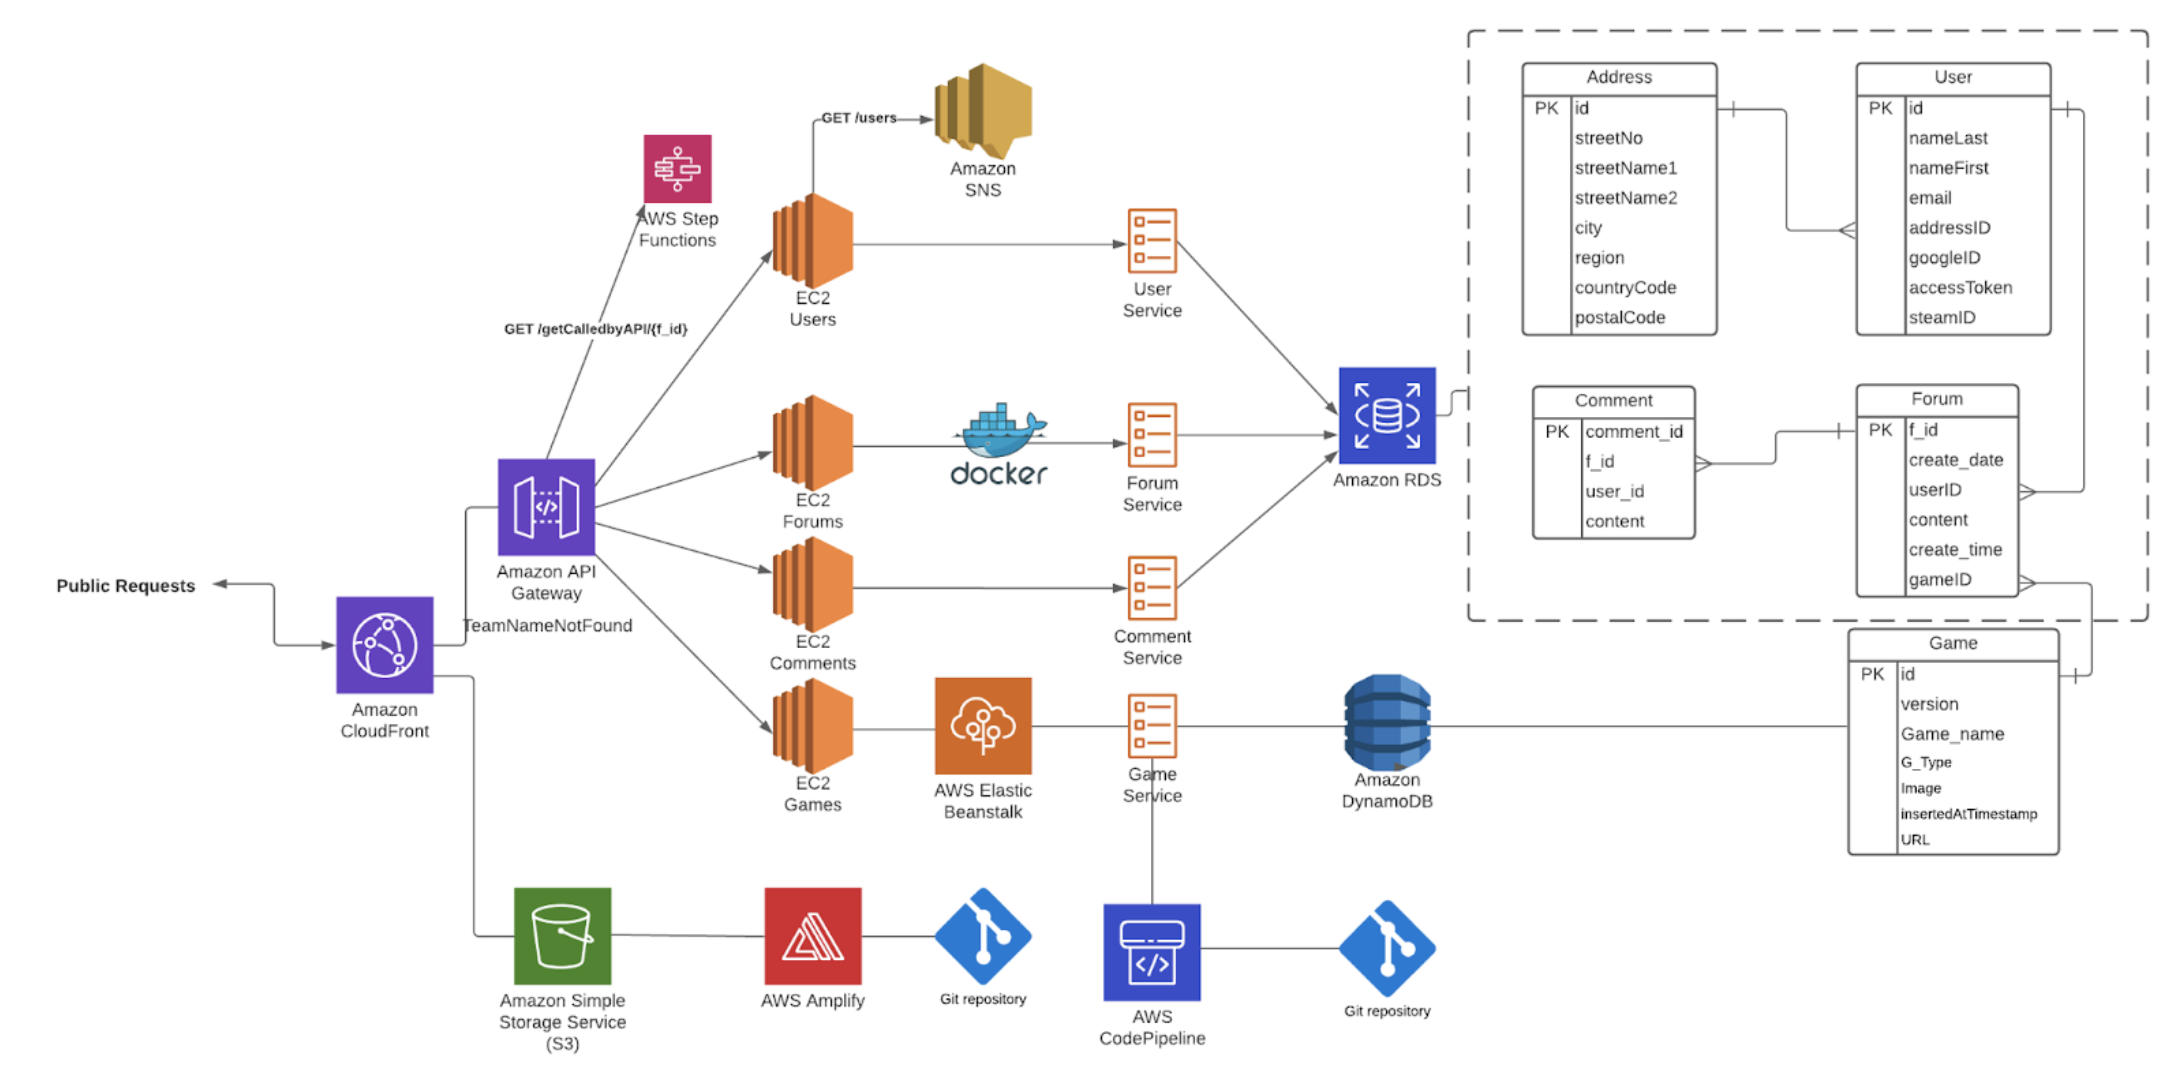 GET /users
Amazon
SNS
AWS Step
Functions
GET /getCalledbyAPI/{f_id}
EC2
Users
User
Service
EC2
Forums
docker
Forum
Service
Amazon RDS
Amazon API
Gateway
TeamNameNotFound
Public Requests
Amazon
CloudFront
EC2
Comments
Comment
Service
EC2
Games
AWS Elastic
Beanstalk
Game
Service
Amazon
DynamoDB
Amazon Simple
Storage Service
(S3)
AWS Amplify
Git repository
AWS
CodePipeline
Git repository
Address
PK id
streetNo
streetName1
streetName2
city
region
countryCode
postalCode
User
PK id
nameLast
nameFirst
email
addressID
googleID
accessToken
steamID
Comment
PK comment_id
f_id
user_id
content
Forum
PK f_id
create_date
userID
content
create_time
gameID
Game
PK id
version
Game_name
G_Type
Image
insertedAtTimestamp
URL